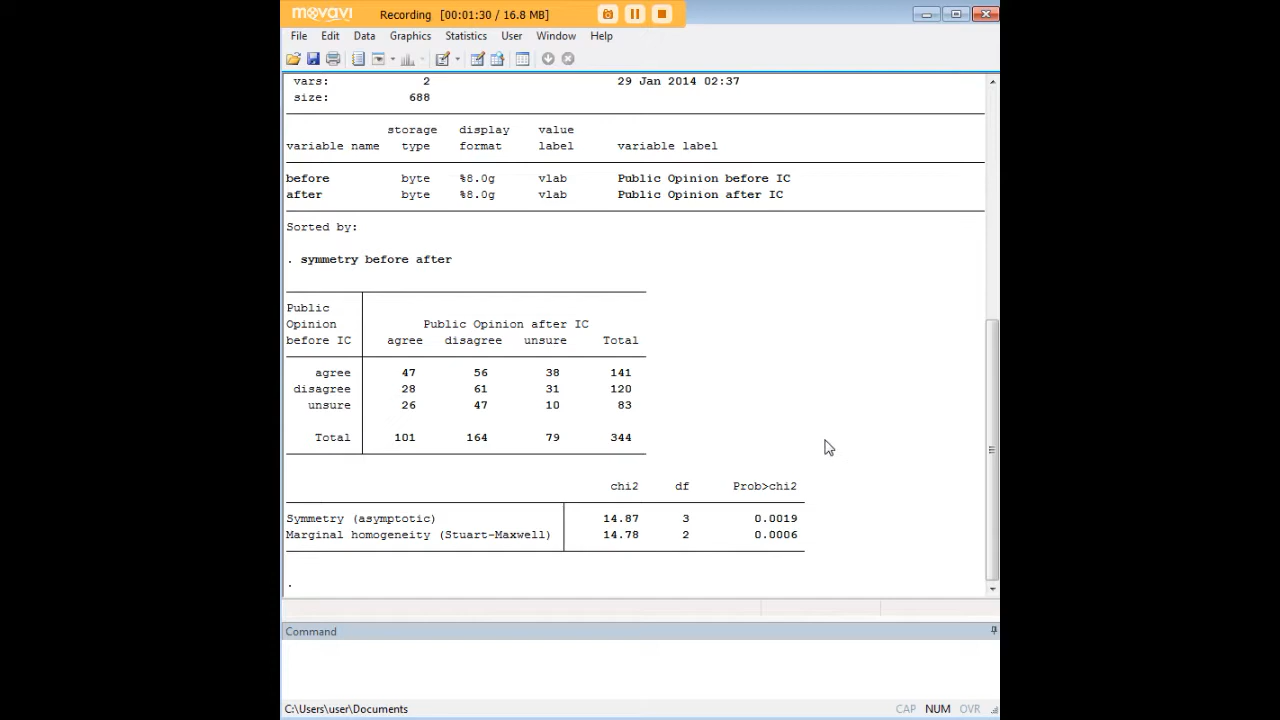 movavi Recording [00:01:30 / 16.8 MB]
File Edit Data Graphics Statistics User Window Help
vars: 2 29 Jan 2014 02:37
size: 688
storage display value
variable name type format label variable label
before byte %8.0g vlab Public Opinion before IC
after byte %8.0g vlab Public Opinion after IC
Sorted by:
. symmetry before after
Public
Opinion Public Opinion after IC
before IC agree disagree unsure Total
agree 47 56 38 141
disagree 28 61 31 120
unsure 26 47 10 83
Total 101 164 79 344
chi2 df Prob>chi2
Symmetry (asymptotic) 14.87 3 0.0019
Marginal homogeneity (Stuart-Maxwell) 14.78 2 0.0006
.
Command
C:\Users\user\Documents CAP NUM OVR